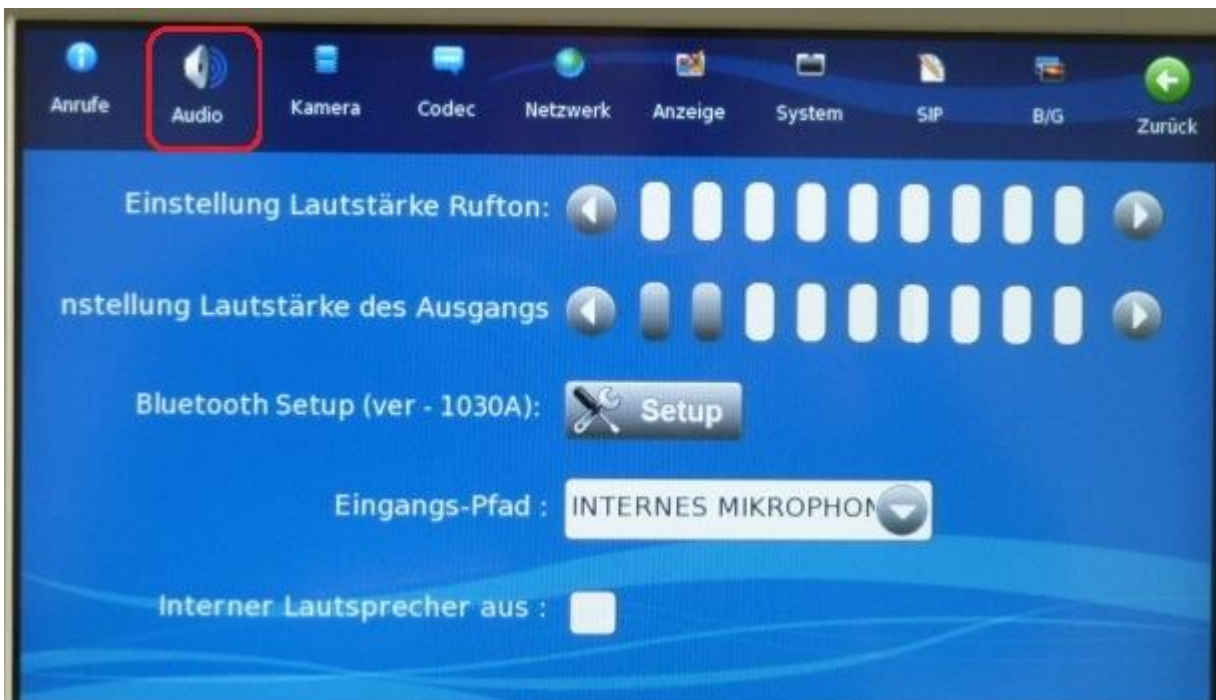 Anrufe Audio Kamera Codec Netzwerk Anzeige System SIP B/G Zurück
Einstellung Lautstärke Rufton:
nstellung Lautstärke des Ausgangs
Bluetooth Setup (ver - 1030A): Setup
Eingangs-Pfad : INTERNES MIKROPHON
Interner Lautsprecher aus :